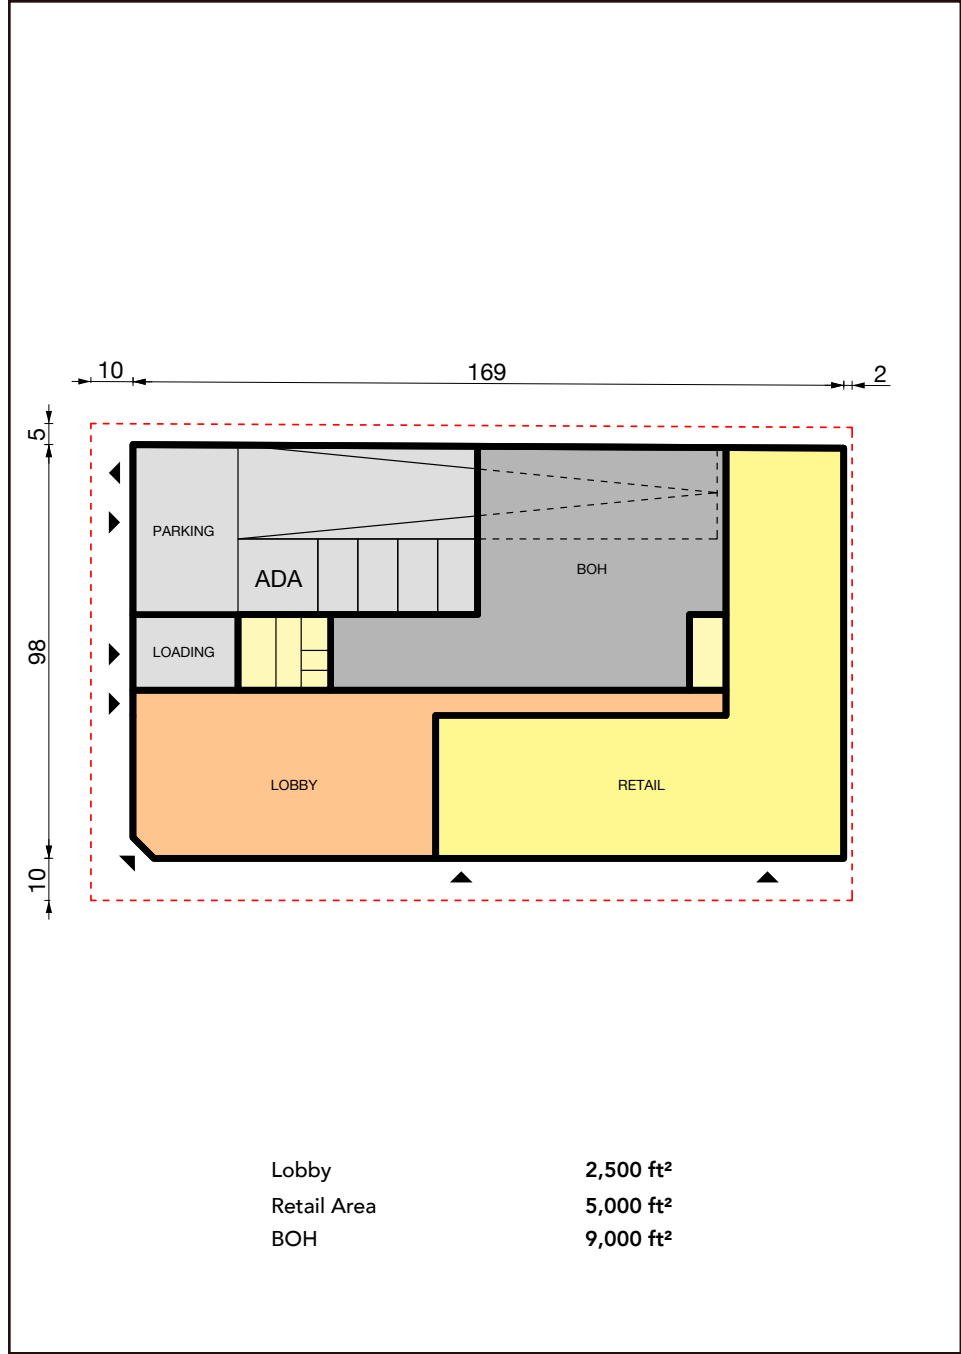 10
169
2
5
PARKING
ADA
BOH
98
LOADING
LOBBY
RETAIL
10
Lobby 2,500 ft²
Retail Area 5,000 ft²
BOH 9,000 ft²